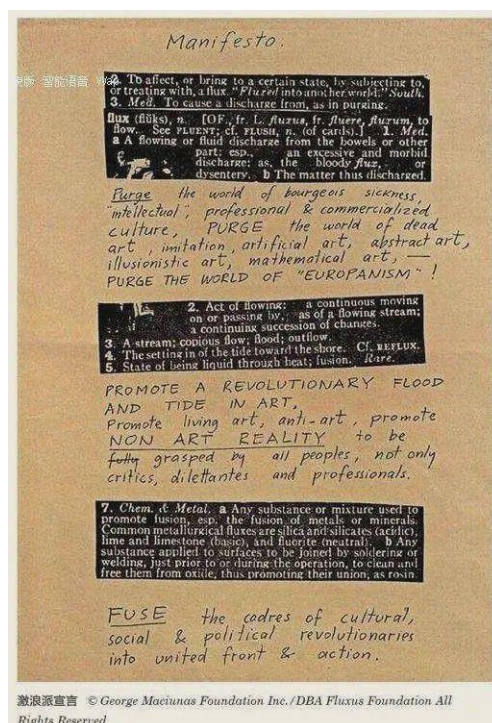 Manifesto.
2. To affect, or bring to a certain state, by subjecting to,
or treating with, a flux. "Fluxed into another world." South.
3. Med. To cause a discharge from, as in purging.
flux (flŭks), n. [OF., fr. L. fluxus, fr. fluere, fluxum, to
flow. See FLUENT; cf. FLUSH, n. (of cards).] 1. Med.
a A flowing or fluid discharge from the bowels or other
part; esp., an excessive and morbid
discharge; as, the bloody flux, or
dysentery. b The matter thus discharged.
Purge the world of bourgeois sickness,
"intellectual", professional & commercialized
culture, PURGE the world of dead
art, imitation, artificial art, abstract art,
illusionistic art, mathematical art, —
PURGE THE WORLD OF "EUROPANISM"!
2. Act of flowing: a continuous moving
on or passing by, as of a flowing stream;
a continuing succession of changes.
3. A stream; copious flow; flood; outflow.
4. The setting in of the tide toward the shore. Cf. REFLUX.
5. State of being liquid through heat; fusion. Rare.
PROMOTE A REVOLUTIONARY FLOOD
AND TIDE IN ART,
Promote living art, anti-art, promote
NON ART REALITY to be
fully grasped by all peoples, not only
critics, dilettantes and professionals.
7. Chem. & Metal. a Any substance or mixture used to
promote fusion, esp. the fusion of metals or minerals.
Common metallurgical fluxes are silica and silicates (acidic),
lime and limestone (basic), and fluorite (neutral). b Any
substance applied to surfaces to be joined by soldering or
welding, just prior to or during the operation, to clean and
free them from oxide, thus promoting their union, as rosin.
FUSE the cadres of cultural,
social & political revolutionaries
into united front & action.
激浪派宣言 © George Maciunas Foundation Inc./DBA Fluxus Foundation All
Rights Reserved